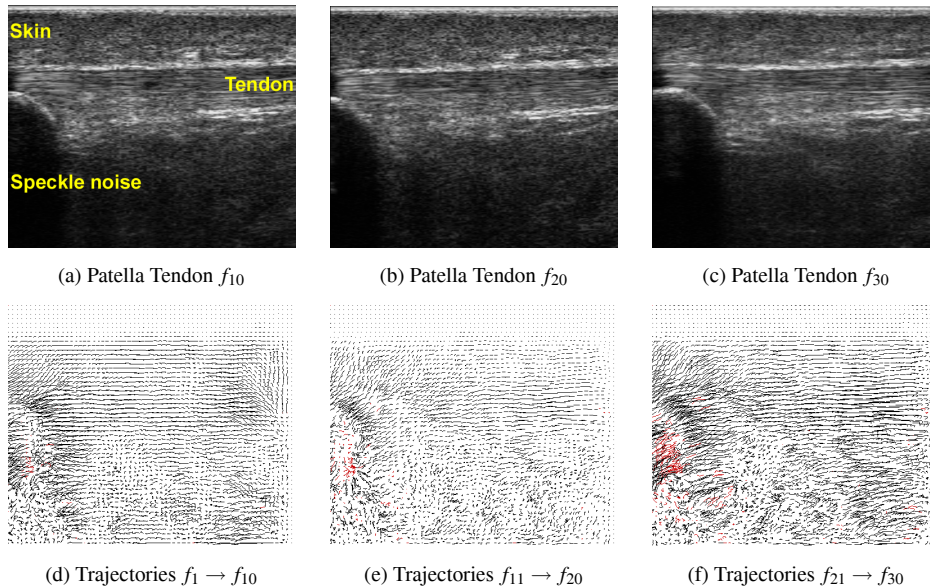 Skin
Tendon
Speckle noise
(a) Patella Tendon f10
(b) Patella Tendon f20
(c) Patella Tendon f30
(d) Trajectories f1 → f10
(e) Trajectories f11 → f20
(f) Trajectories f21 → f30